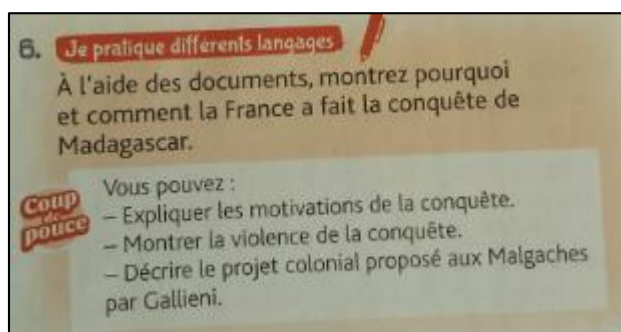 6. Je pratique différents langages
À l'aide des documents, montrez pourquoi
et comment la France a fait la conquête de
Madagascar.
Coup de pouce
Vous pouvez :
– Expliquer les motivations de la conquête.
– Montrer la violence de la conquête.
– Décrire le projet colonial proposé aux Malgaches
par Gallieni.